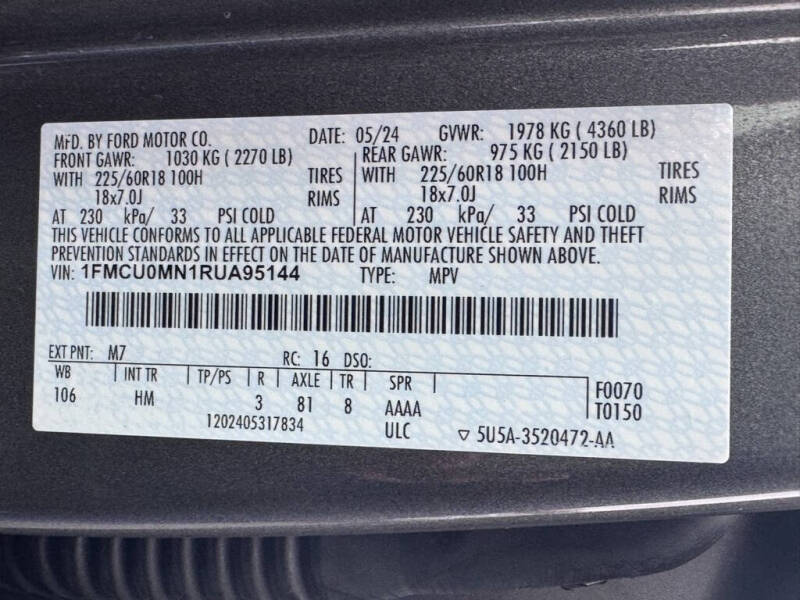 MFD. BY FORD MOTOR CO. DATE: 05/24 GVWR: 1978 KG ( 4360 LB)
FRONT GAWR: 1030 KG ( 2270 LB) REAR GAWR: 975 KG ( 2150 LB)
WITH 225/60R18 100H TIRES WITH 225/60R18 100H TIRES
18x7.0J RIMS 18x7.0J RIMS
AT 230 kPa/ 33 PSI COLD AT 230 kPa/ 33 PSI COLD
THIS VEHICLE CONFORMS TO ALL APPLICABLE FEDERAL MOTOR VEHICLE SAFETY AND THEFT
PREVENTION STANDARDS IN EFFECT ON THE DATE OF MANUFACTURE SHOWN ABOVE.
VIN: 1FMCU0MN1RUA95144 TYPE: MPV
EXT PNT: M7 RC: 16 DSO:
WB INT TR TP/PS R AXLE TR SPR F0070
106 HM 3 81 8 AAAA T0150
1202405317834 ULC ▽ 5U5A-3520472-AA